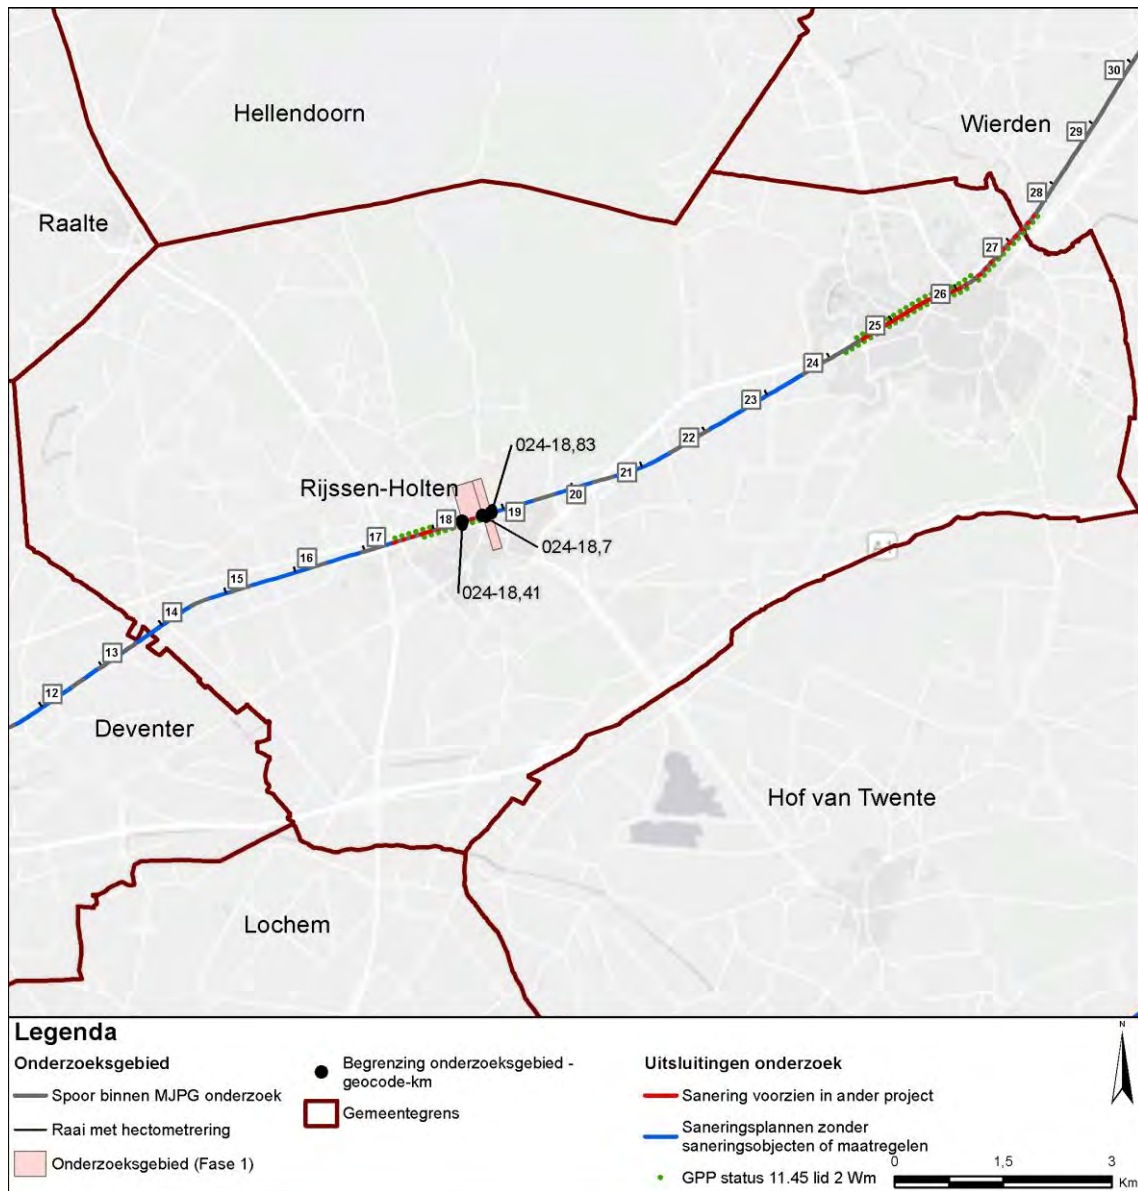 Hellendoorn
Wierden
Raalte
30
29
28
27
26
25
24
23
22
21
20
19
18
17
16
15
14
13
12
024-18,83
Rijssen-Holten
024-18,7
024-18,41
A1
Deventer
Hof van Twente
Lochem
Legenda
Onderzoeksgebied
Spoor binnen MJPG onderzoek
Raai met hectometrering
Onderzoeksgebied (Fase 1)
Begrenzing onderzoeksgebied -
geocode-km
Gemeentegrens
Uitsluitingen onderzoek
Sanering voorzien in ander project
Saneringsplannen zonder
saneringsobjecten of maatregelen
GPP status 11.45 lid 2 Wm
N
0 1,5 3
Km